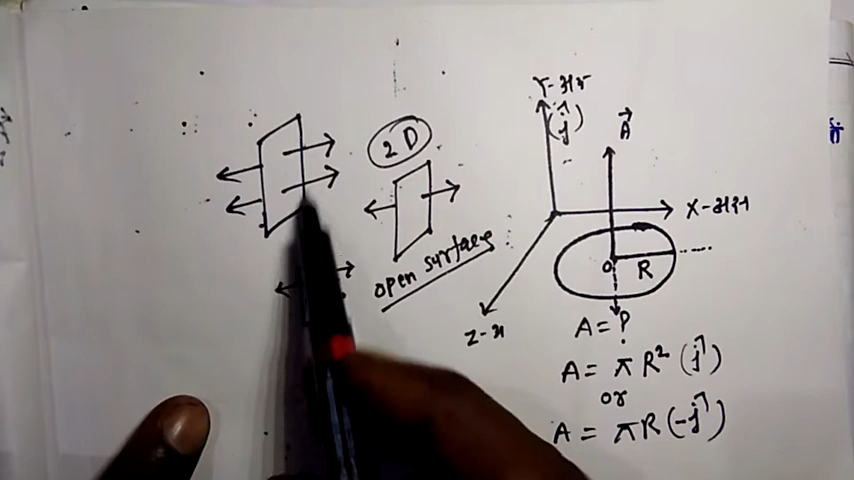 2D
open surface
Y-अक्ष
(ĵ)
A⃗
X-अक्ष
O
R
Z-अ
A = ?
A = πR² (ĵ)
or
A = πR (-ĵ)